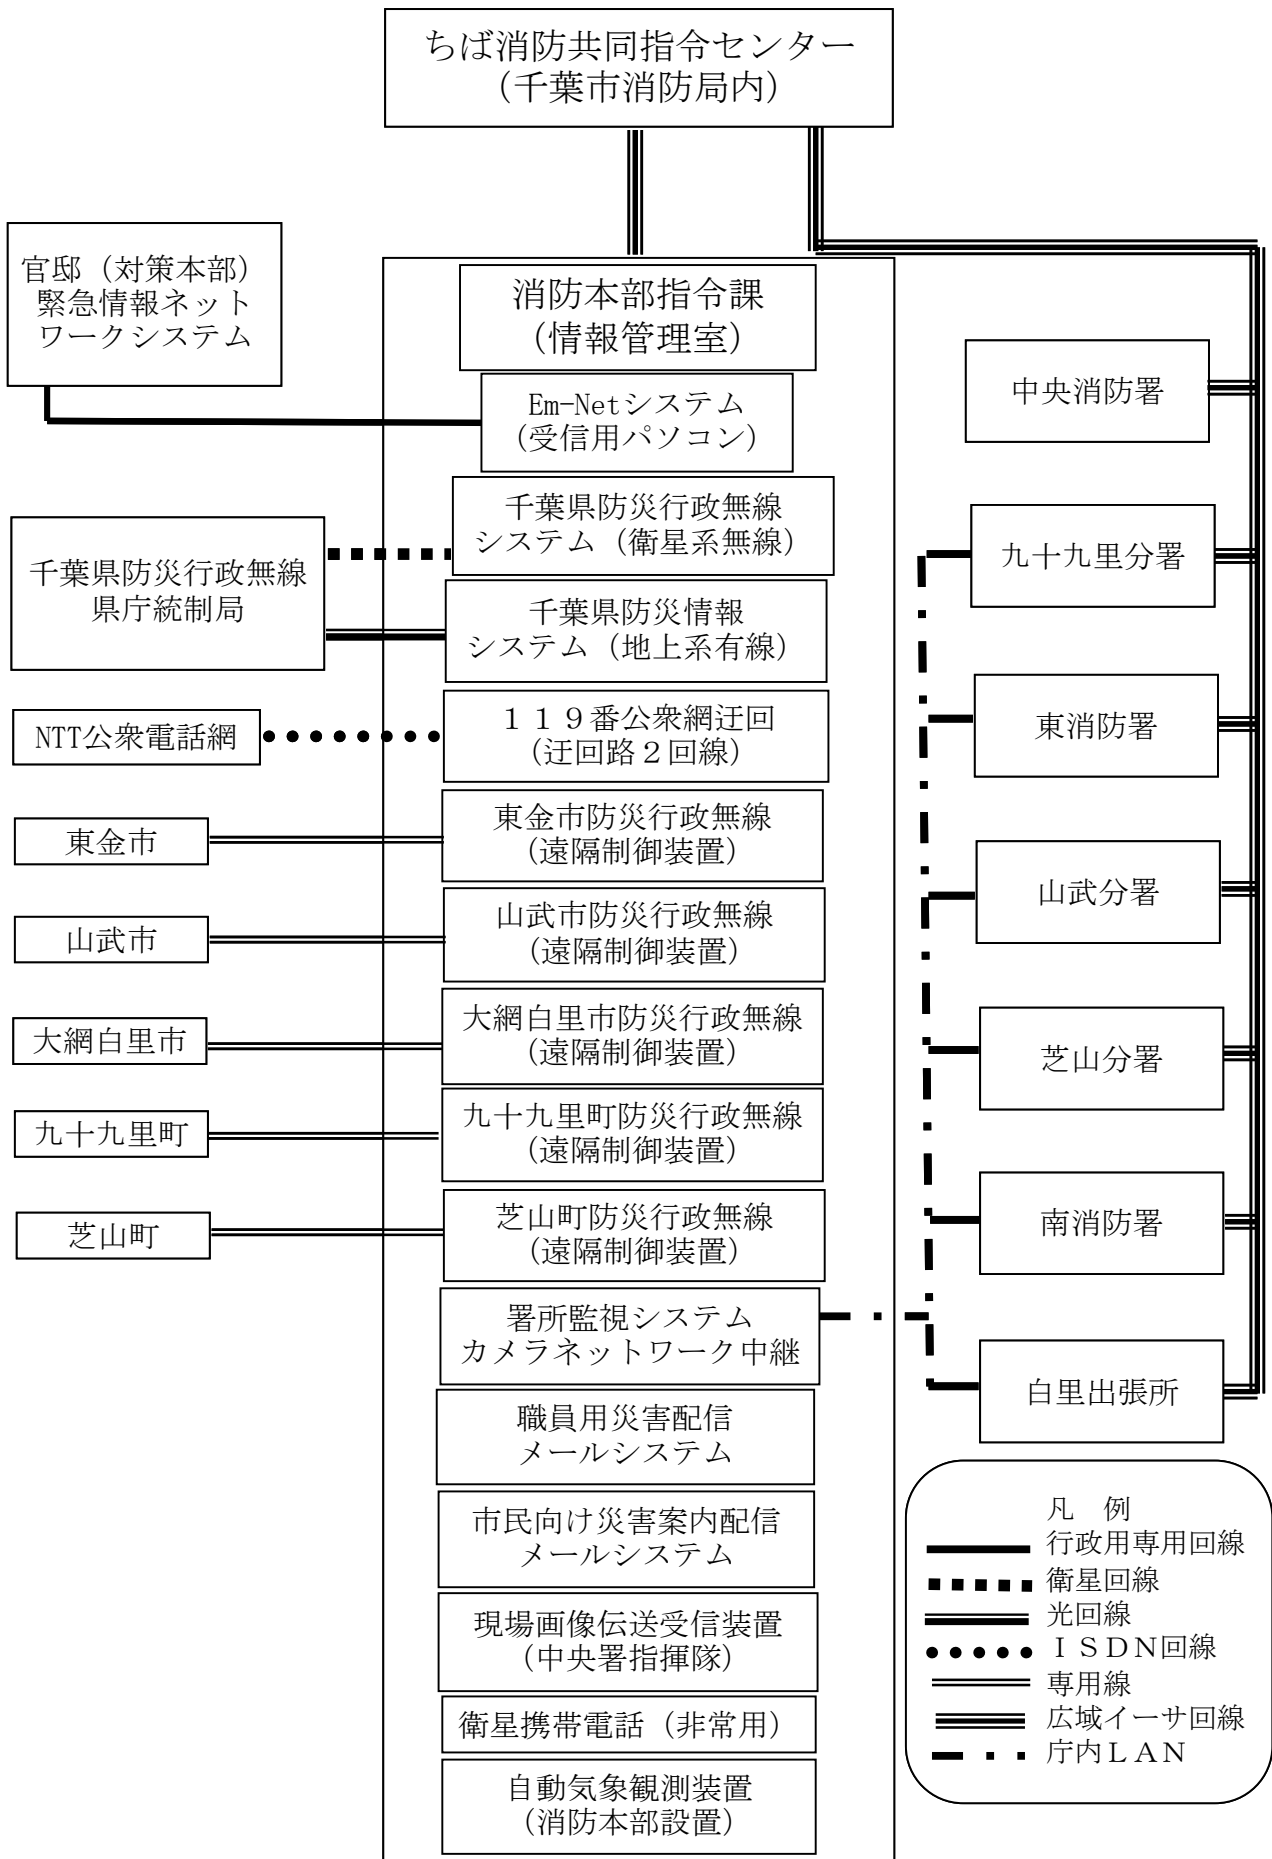 ちば消防共同指令センター
（千葉市消防局内）
官邸（対策本部）
緊急情報ネット
ワークシステム
消防本部指令課
（情報管理室）
Em-Netシステム
（受信用パソコン）
千葉県防災行政無線
県庁統制局
千葉県防災行政無線
システム（衛星系無線）
千葉県防災情報
システム（地上系有線）
NTT公衆電話網
１１９番公衆網迂回
（迂回路２回線）
東金市
東金市防災行政無線
（遠隔制御装置）
山武市
山武市防災行政無線
（遠隔制御装置）
大網白里市
大網白里市防災行政無線
（遠隔制御装置）
九十九里町
九十九里町防災行政無線
（遠隔制御装置）
芝山町
芝山町防災行政無線
（遠隔制御装置）
署所監視システム
カメラネットワーク中継
職員用災害配信
メールシステム
市民向け災害案内配信
メールシステム
現場画像伝送受信装置
（中央署指揮隊）
衛星携帯電話（非常用）
自動気象観測装置
（消防本部設置）
中央消防署
九十九里分署
東消防署
山武分署
芝山分署
南消防署
白里出張所
凡　例
行政用専用回線
衛星回線
光回線
ＩＳＤＮ回線
専用線
広域イーサ回線
庁内ＬＡＮ